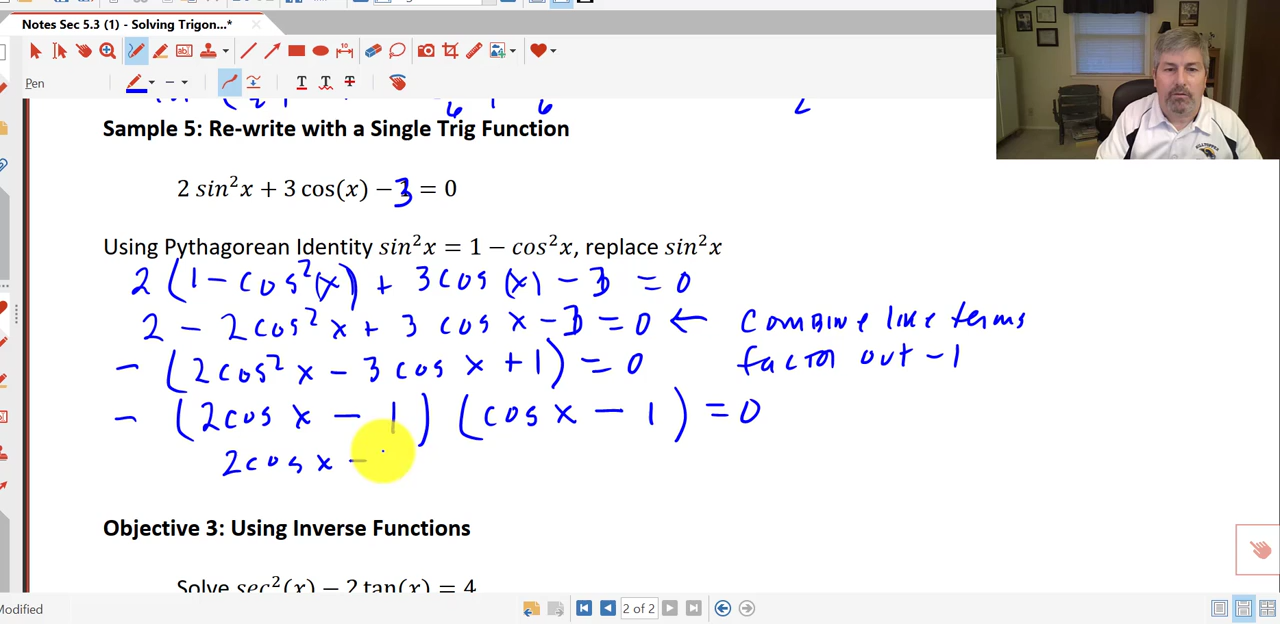 Notes Sec 5.3 (1) - Solving Trigon...*
Pen
Sample 5: Re-write with a Single Trig Function
2 sin²x + 3 cos(x) − 3 = 0
Using Pythagorean Identity sin²x = 1 − cos²x, replace sin²x
2 (1 − cos²(x)) + 3 cos (x) − 3 = 0
2 − 2cos²x + 3 cos x − 3 = 0 ← Combine like terms
− (2cos²x − 3 cos x + 1) = 0 factor out −1
− (2cos x − 1) (cos x − 1) = 0
2cos x −
Objective 3: Using Inverse Functions
Solve sec²(x) − 2 tan(x) = 4
Modified
2 of 2